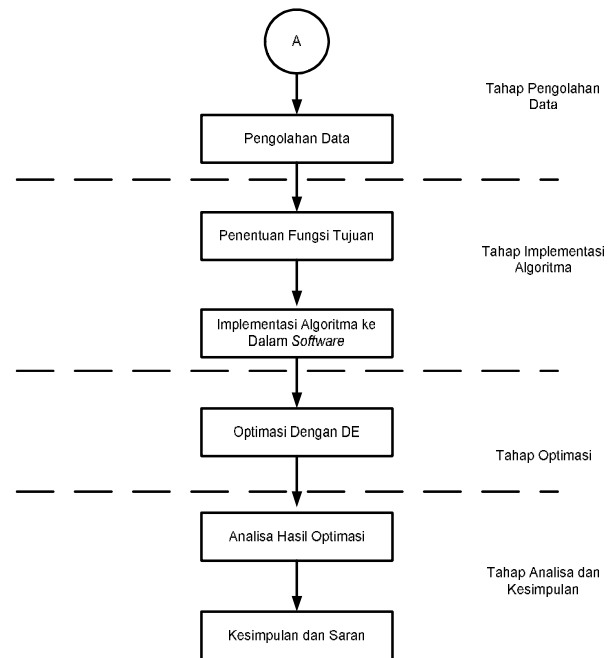 A
Tahap Pengolahan
Data
Pengolahan Data
Penentuan Fungsi Tujuan
Tahap Implementasi
Algoritma
Implementasi Algoritma ke
Dalam Software
Optimasi Dengan DE
Tahap Optimasi
Analisa Hasil Optimasi
Tahap Analisa dan
Kesimpulan
Kesimpulan dan Saran